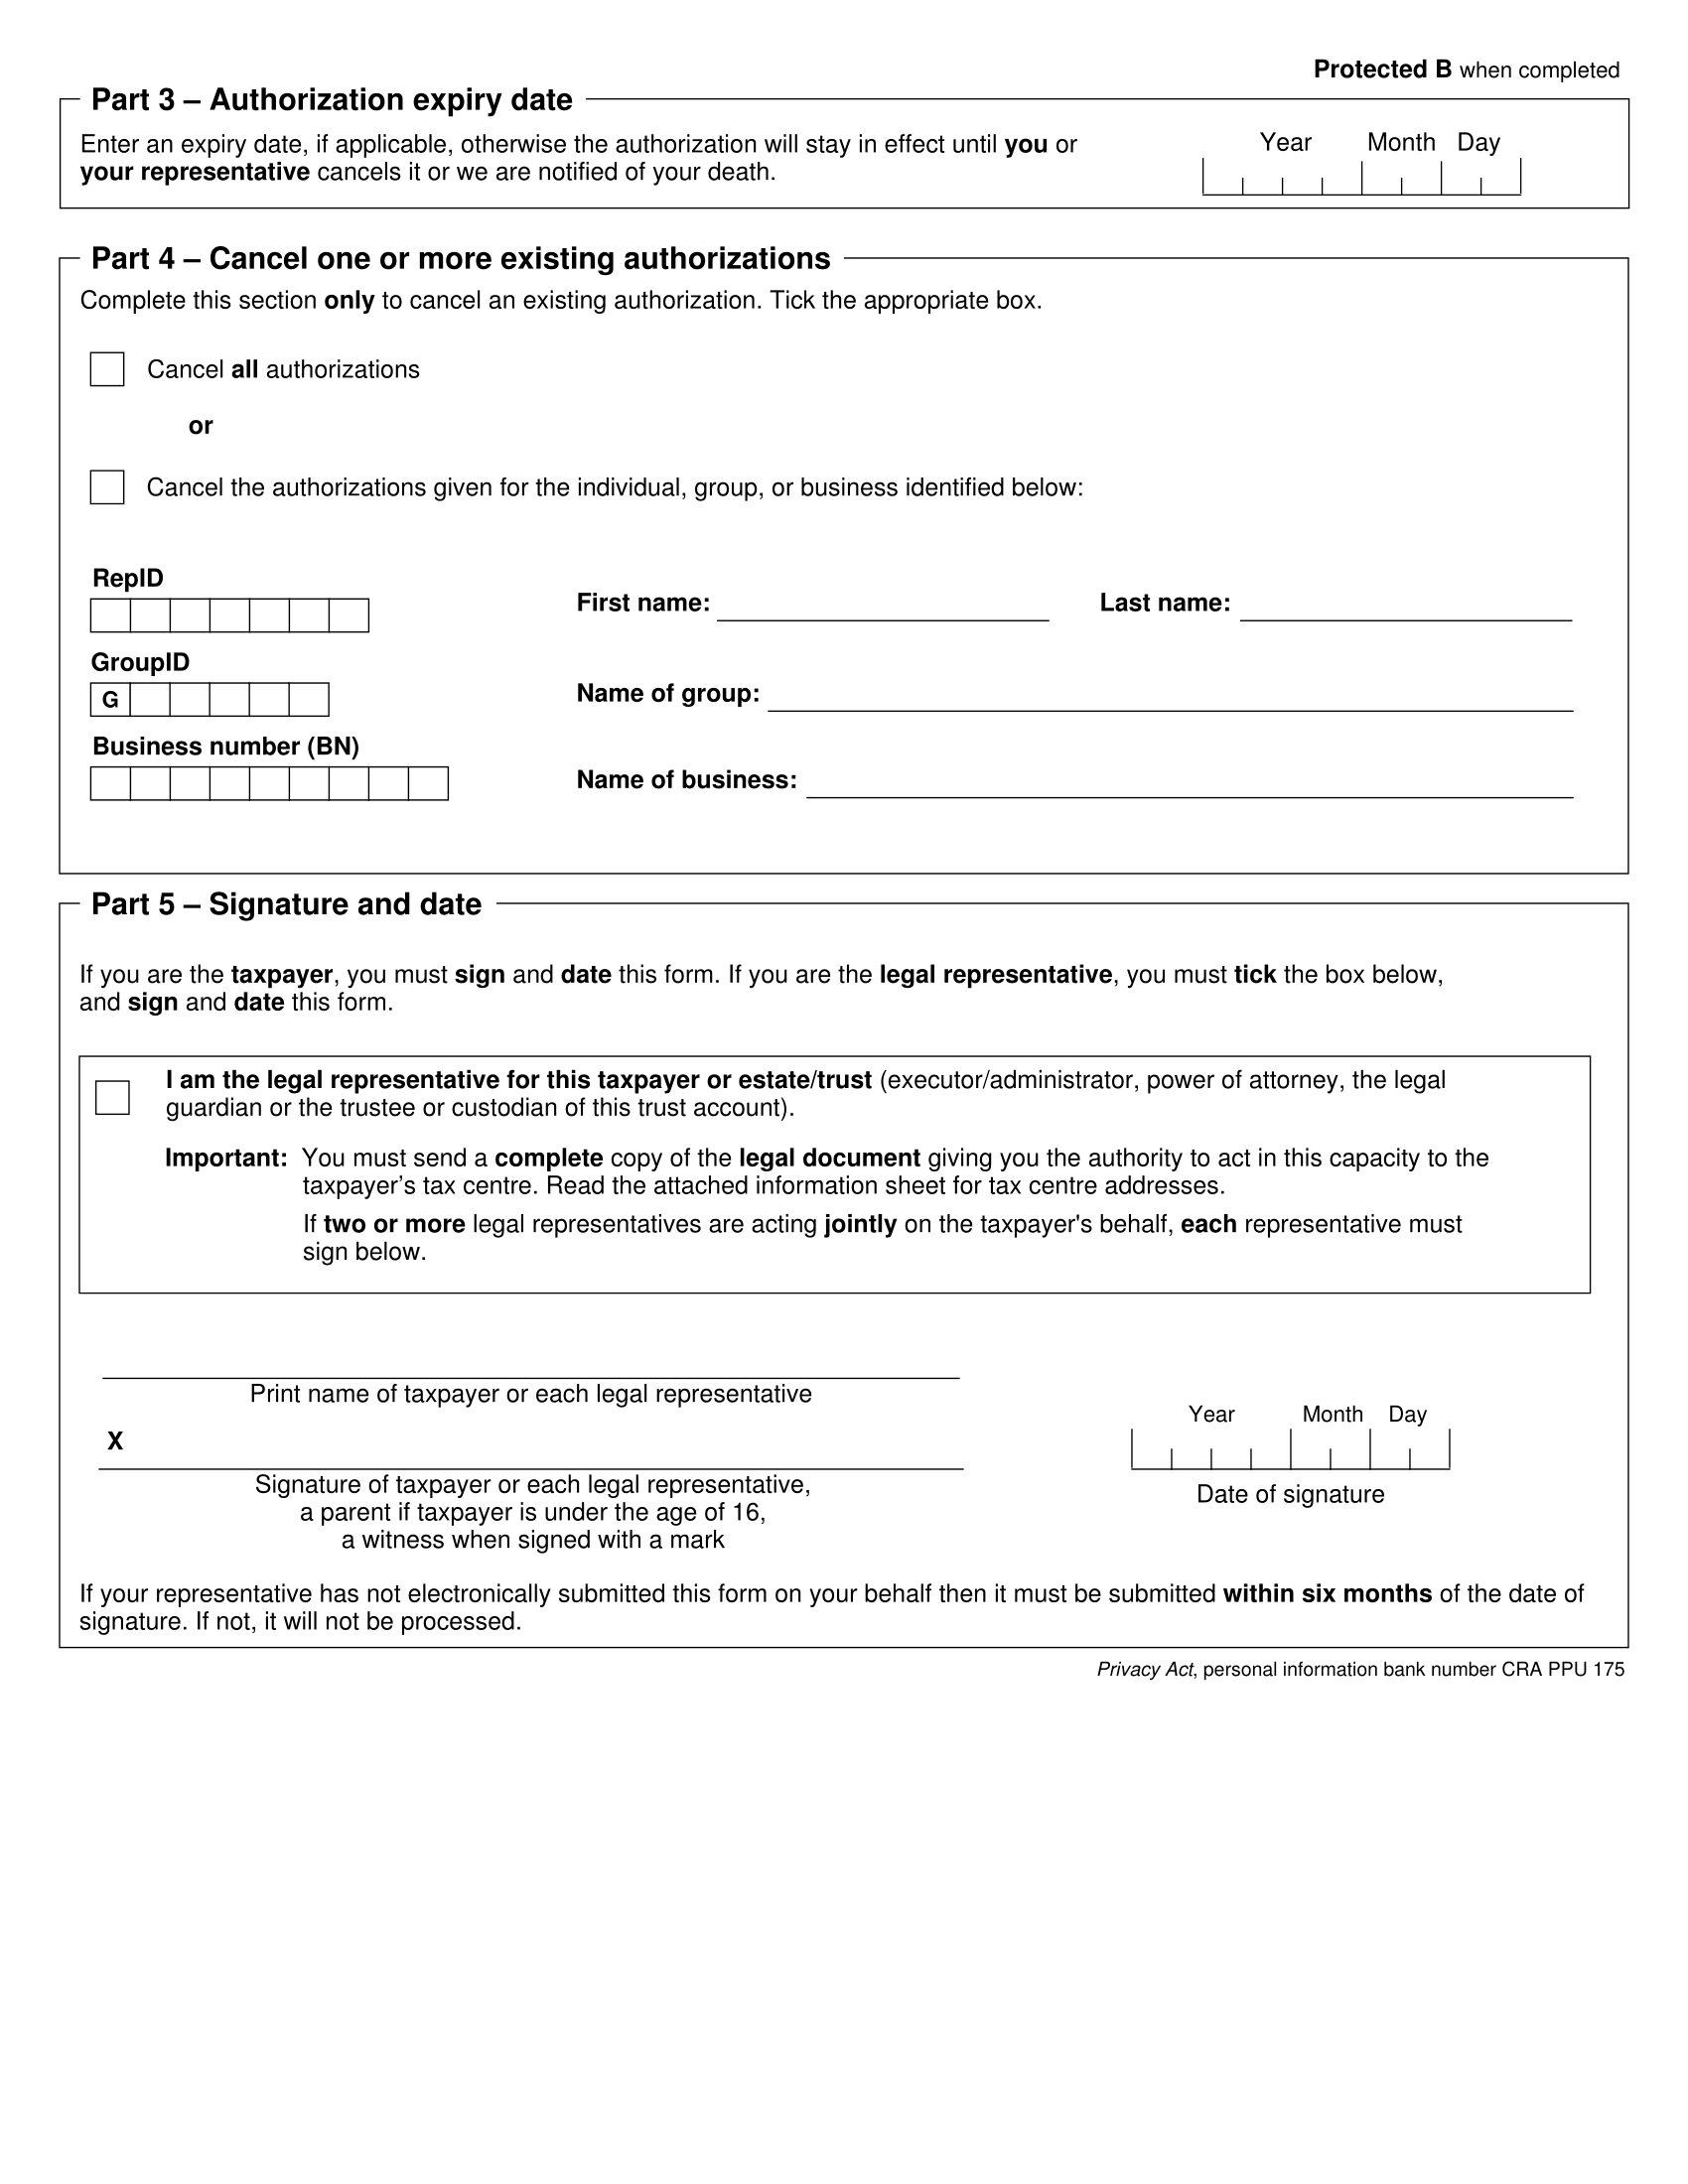 Protected B when completed
Part 3 – Authorization expiry date
Enter an expiry date, if applicable, otherwise the authorization will stay in effect until you or
your representative cancels it or we are notified of your death.
Year Month Day
Part 4 – Cancel one or more existing authorizations
Complete this section only to cancel an existing authorization. Tick the appropriate box.
Cancel all authorizations
or
Cancel the authorizations given for the individual, group, or business identified below:
RepID
First name: Last name:
GroupID
G
Name of group:
Business number (BN)
Name of business:
Part 5 – Signature and date
If you are the taxpayer, you must sign and date this form. If you are the legal representative, you must tick the box below,
and sign and date this form.
I am the legal representative for this taxpayer or estate/trust (executor/administrator, power of attorney, the legal
guardian or the trustee or custodian of this trust account).
Important: You must send a complete copy of the legal document giving you the authority to act in this capacity to the
taxpayer’s tax centre. Read the attached information sheet for tax centre addresses.
If two or more legal representatives are acting jointly on the taxpayer's behalf, each representative must
sign below.
Print name of taxpayer or each legal representative
X
Signature of taxpayer or each legal representative,
a parent if taxpayer is under the age of 16,
a witness when signed with a mark
Year Month Day
Date of signature
If your representative has not electronically submitted this form on your behalf then it must be submitted within six months of the date of
signature. If not, it will not be processed.
Privacy Act, personal information bank number CRA PPU 175